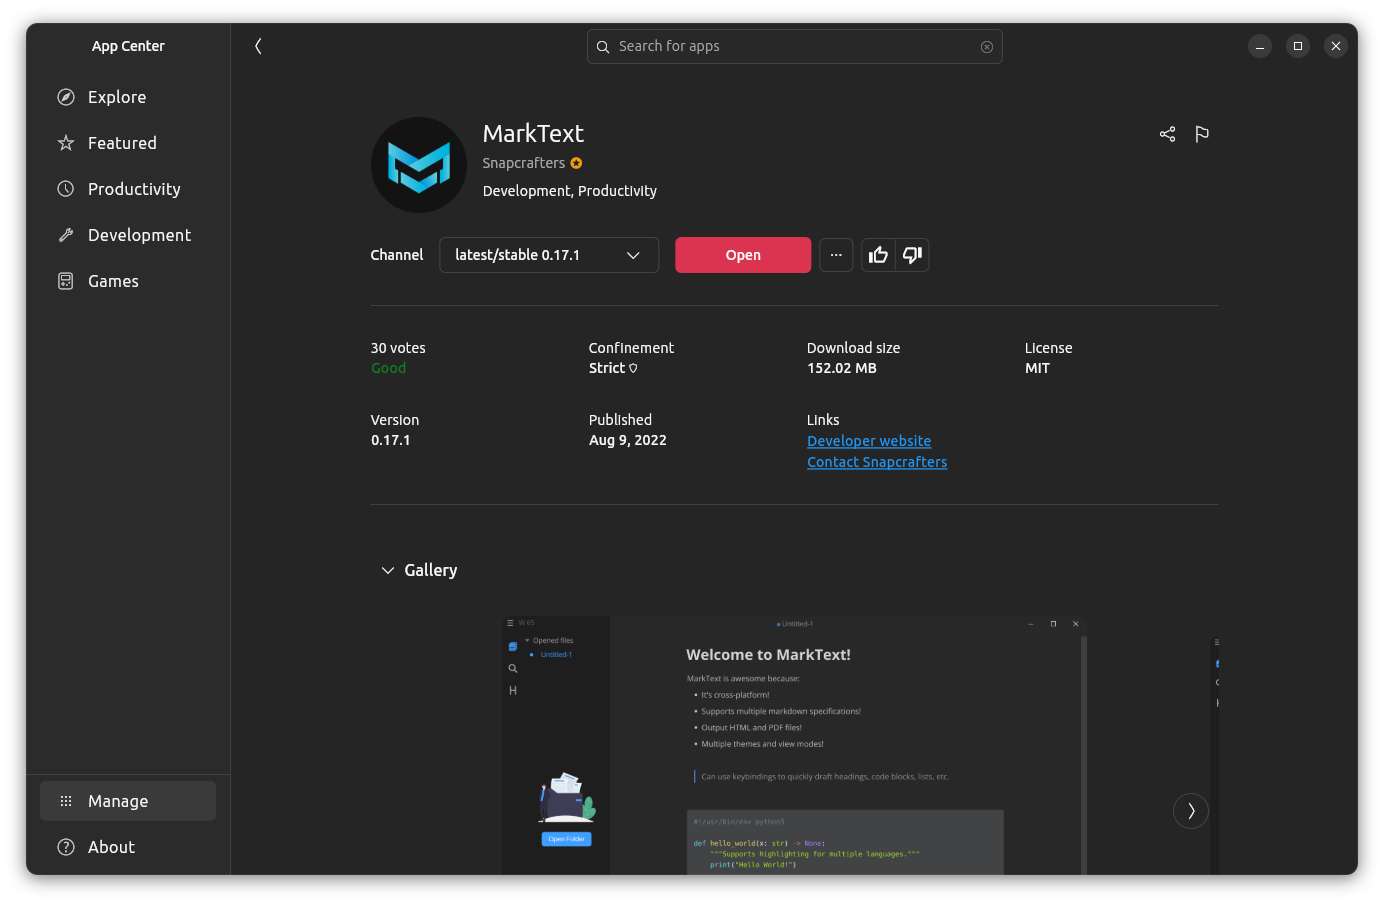 App Center
Search for apps
Explore
Featured
Productivity
Development
Games
Manage
About
MarkText
Snapcrafters
Development, Productivity
Channel
latest/stable 0.17.1
Open
30 votes
Good
Confinement
Strict
Download size
152.02 MB
License
MIT
Version
0.17.1
Published
Aug 9, 2022
Links
Developer website
Contact Snapcrafters
Gallery
W 65
Untitled-1
Opened files
Untitled-1
H
Open Folder
Welcome to MarkText!
MarkText is awesome because:
• It's cross-platform!
• Supports multiple markdown specifications!
• Output HTML and PDF files!
• Multiple themes and view modes!
Can use keybindings to quickly draft headings, code blocks, lists, etc.
#!/usr/bin/env python3
def hello_world(x: str) -> None:
"""Supports highlighting for multiple languages."""
print("Hello World!")